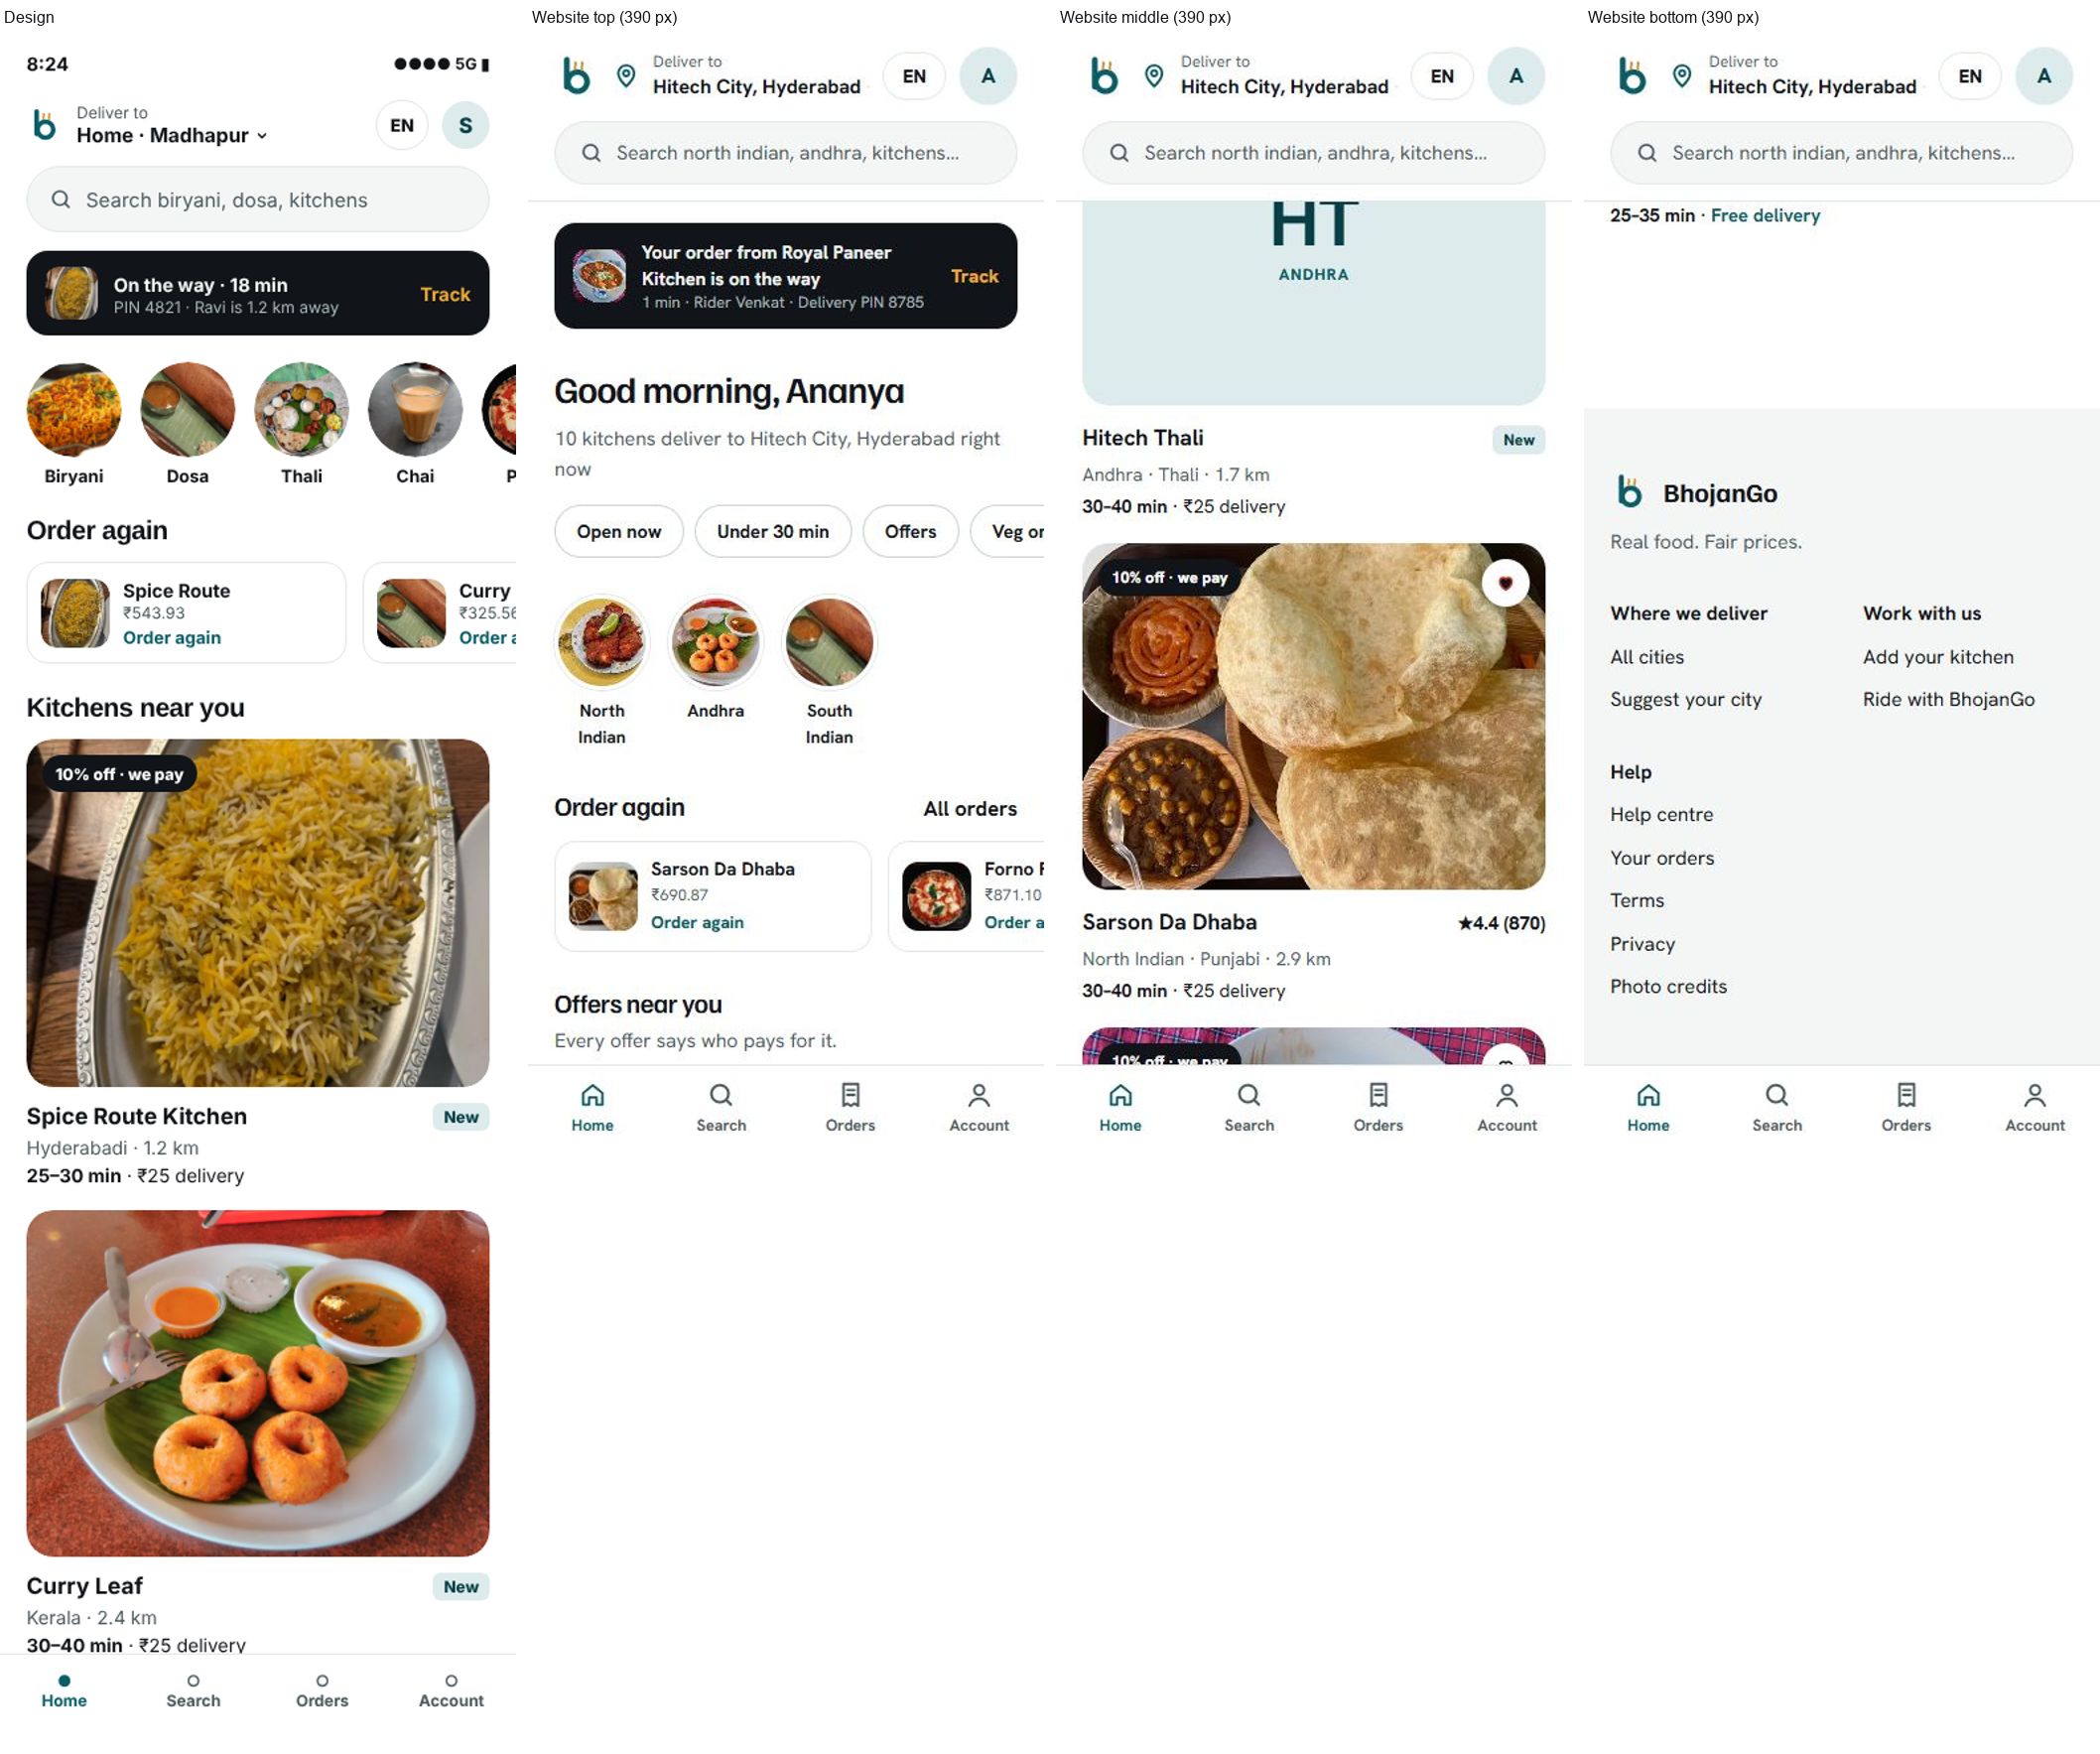 Design
8:24
5G
Deliver to
Home · Madhapur
EN
S
Search biryani, dosa, kitchens
On the way · 18 min
PIN 4821 · Ravi is 1.2 km away
Track
Biryani
Dosa
Thali
Chai
P
Order again
Spice Route
₹543.93
Order again
Curry
₹325.56
Order a
Kitchens near you
10% off · we pay
Spice Route Kitchen
New
Hyderabadi · 1.2 km
25–30 min · ₹25 delivery
Curry Leaf
New
Kerala · 2.4 km
30–40 min · ₹25 delivery
Home
Search
Orders
Account
Website top (390 px)
Deliver to
Hitech City, Hyderabad
EN
A
Search north indian, andhra, kitchens...
Your order from Royal Paneer
Kitchen is on the way
1 min · Rider Venkat · Delivery PIN 8785
Track
Good morning, Ananya
10 kitchens deliver to Hitech City, Hyderabad right
now
Open now
Under 30 min
Offers
Veg or
North
Indian
Andhra
South
Indian
Order again
All orders
Sarson Da Dhaba
₹690.87
Order again
Forno F
₹871.10
Order a
Offers near you
Every offer says who pays for it.
Home
Search
Orders
Account
Website middle (390 px)
Deliver to
Hitech City, Hyderabad
EN
A
Search north indian, andhra, kitchens...
HT
ANDHRA
Hitech Thali
New
Andhra · Thali · 1.7 km
30–40 min · ₹25 delivery
10% off · we pay
Sarson Da Dhaba
★4.4 (870)
North Indian · Punjabi · 2.9 km
30–40 min · ₹25 delivery
10% off · we pay
Home
Search
Orders
Account
Website bottom (390 px)
Deliver to
Hitech City, Hyderabad
EN
A
Search north indian, andhra, kitchens...
25–35 min · Free delivery
BhojanGo
Real food. Fair prices.
Where we deliver
All cities
Suggest your city
Work with us
Add your kitchen
Ride with BhojanGo
Help
Help centre
Your orders
Terms
Privacy
Photo credits
Home
Search
Orders
Account